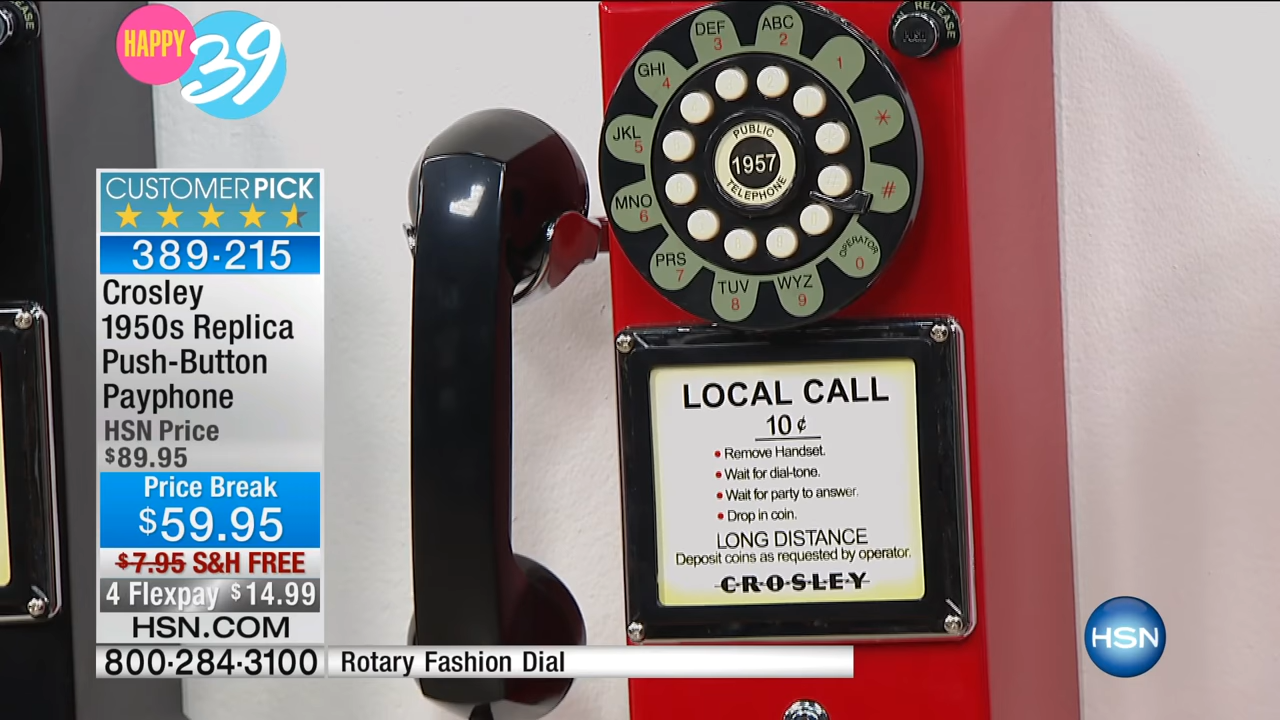 HAPPY
39
CUSTOMER PICK
389·215
Crosley
1950s Replica
Push-Button
Payphone
HSN Price
$89.95
Price Break
$59.95
$7.95 S&H FREE
4 Flexpay $14.99
HSN.COM
800·284·3100
Rotary Fashion Dial
RELEASE
PUSH
ABC
2
DEF
3
1
GHI
4
*
JKL
5
#
MNO
6
PRS
7
TUV
8
WYZ
9
OPERATOR
0
PUBLIC
1957
TELEPHONE
LOCAL CALL
10 ¢
• Remove Handset.
• Wait for dial-tone.
• Wait for party to answer.
• Drop in coin.
LONG DISTANCE
Deposit coins as requested by operator.
CROSLEY
HSN